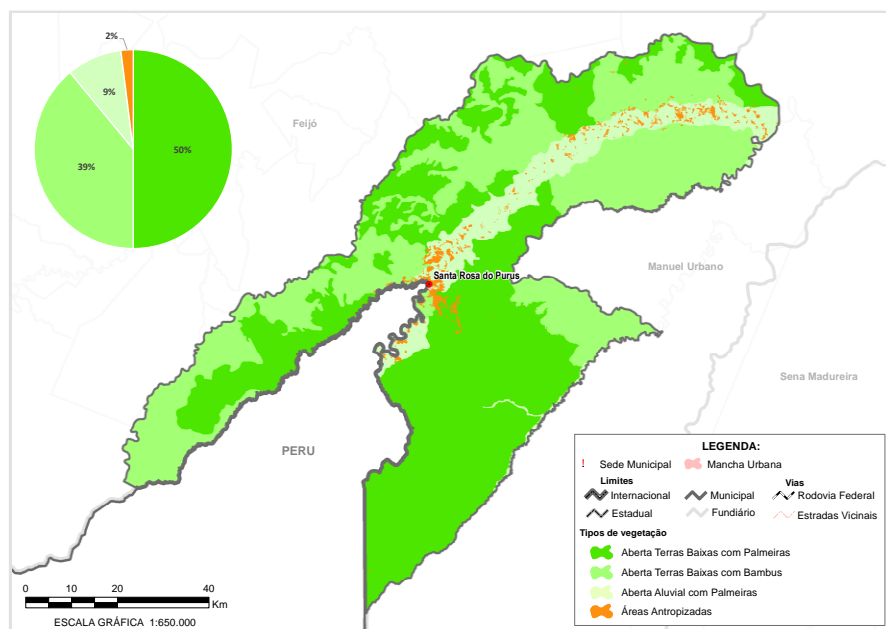 2%
9%
50%
39%
Feijó
Santa Rosa do Purus
Manuel Urbano
Sena Madureira
PERU
LEGENDA:
! Sede Municipal Mancha Urbana
Limites Vias
Internacional Municipal Rodovia Federal
Estadual Fundiário Estradas Vicinais
Tipos de vegetação
Aberta Terras Baixas com Palmeiras
Aberta Terras Baixas com Bambus
Aberta Aluvial com Palmeiras
Áreas Antropizadas
0 10 20 40
Km
ESCALA GRÁFICA 1:650.000